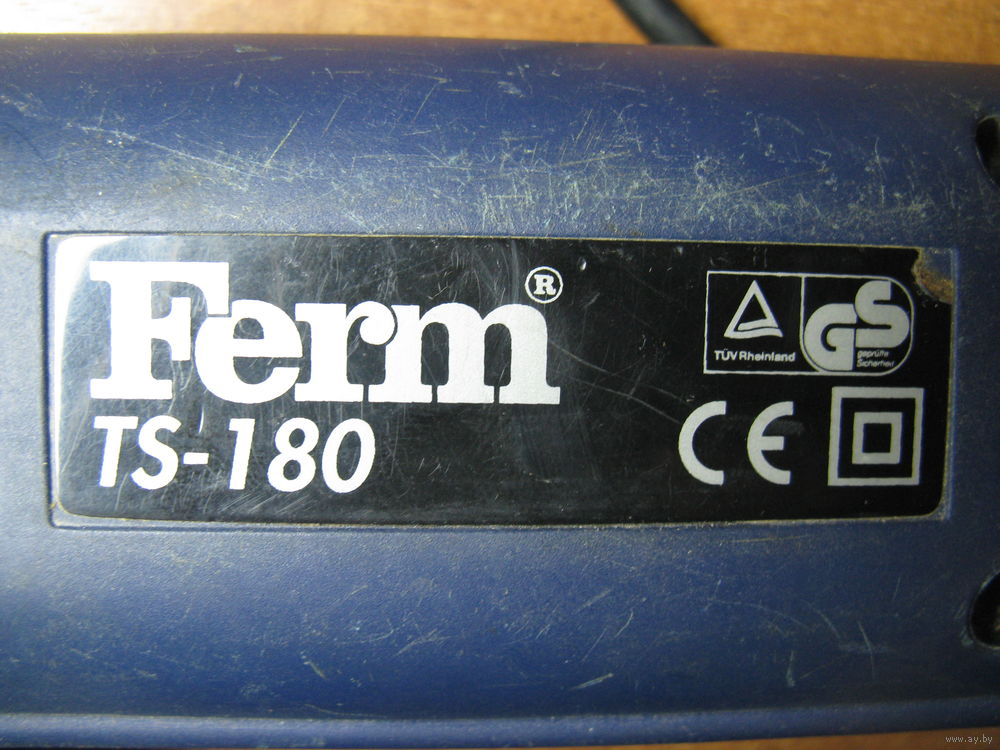 Ferm®
TS-180
TÜV Rheinland
GS
geprüfte
Sicherheit
CE
www.ay.by